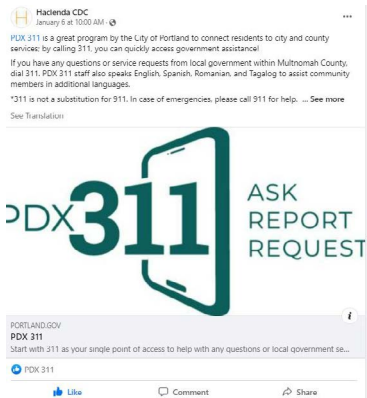 Hacienda CDC
January 6 at 10:00 AM ·
PDX 311 is a great program by the City of Portland to connect residents to city and county
services; by calling 311, you can quickly access government assistance!
If you have any questions or service requests from local government within Multnomah County,
dial 311. PDX 311 staff also speaks English, Spanish, Romanian, and Tagalog to assist community
members in additional languages.
*311 is not a substitution for 911. In case of emergencies, please call 911 for help. ... See more
See Translation
PDX311
ASK
REPORT
REQUEST
i
PORTLAND.GOV
PDX 311
Start with 311 as your single point of access to help with any questions or local government se...
PDX 311
Like Comment Share